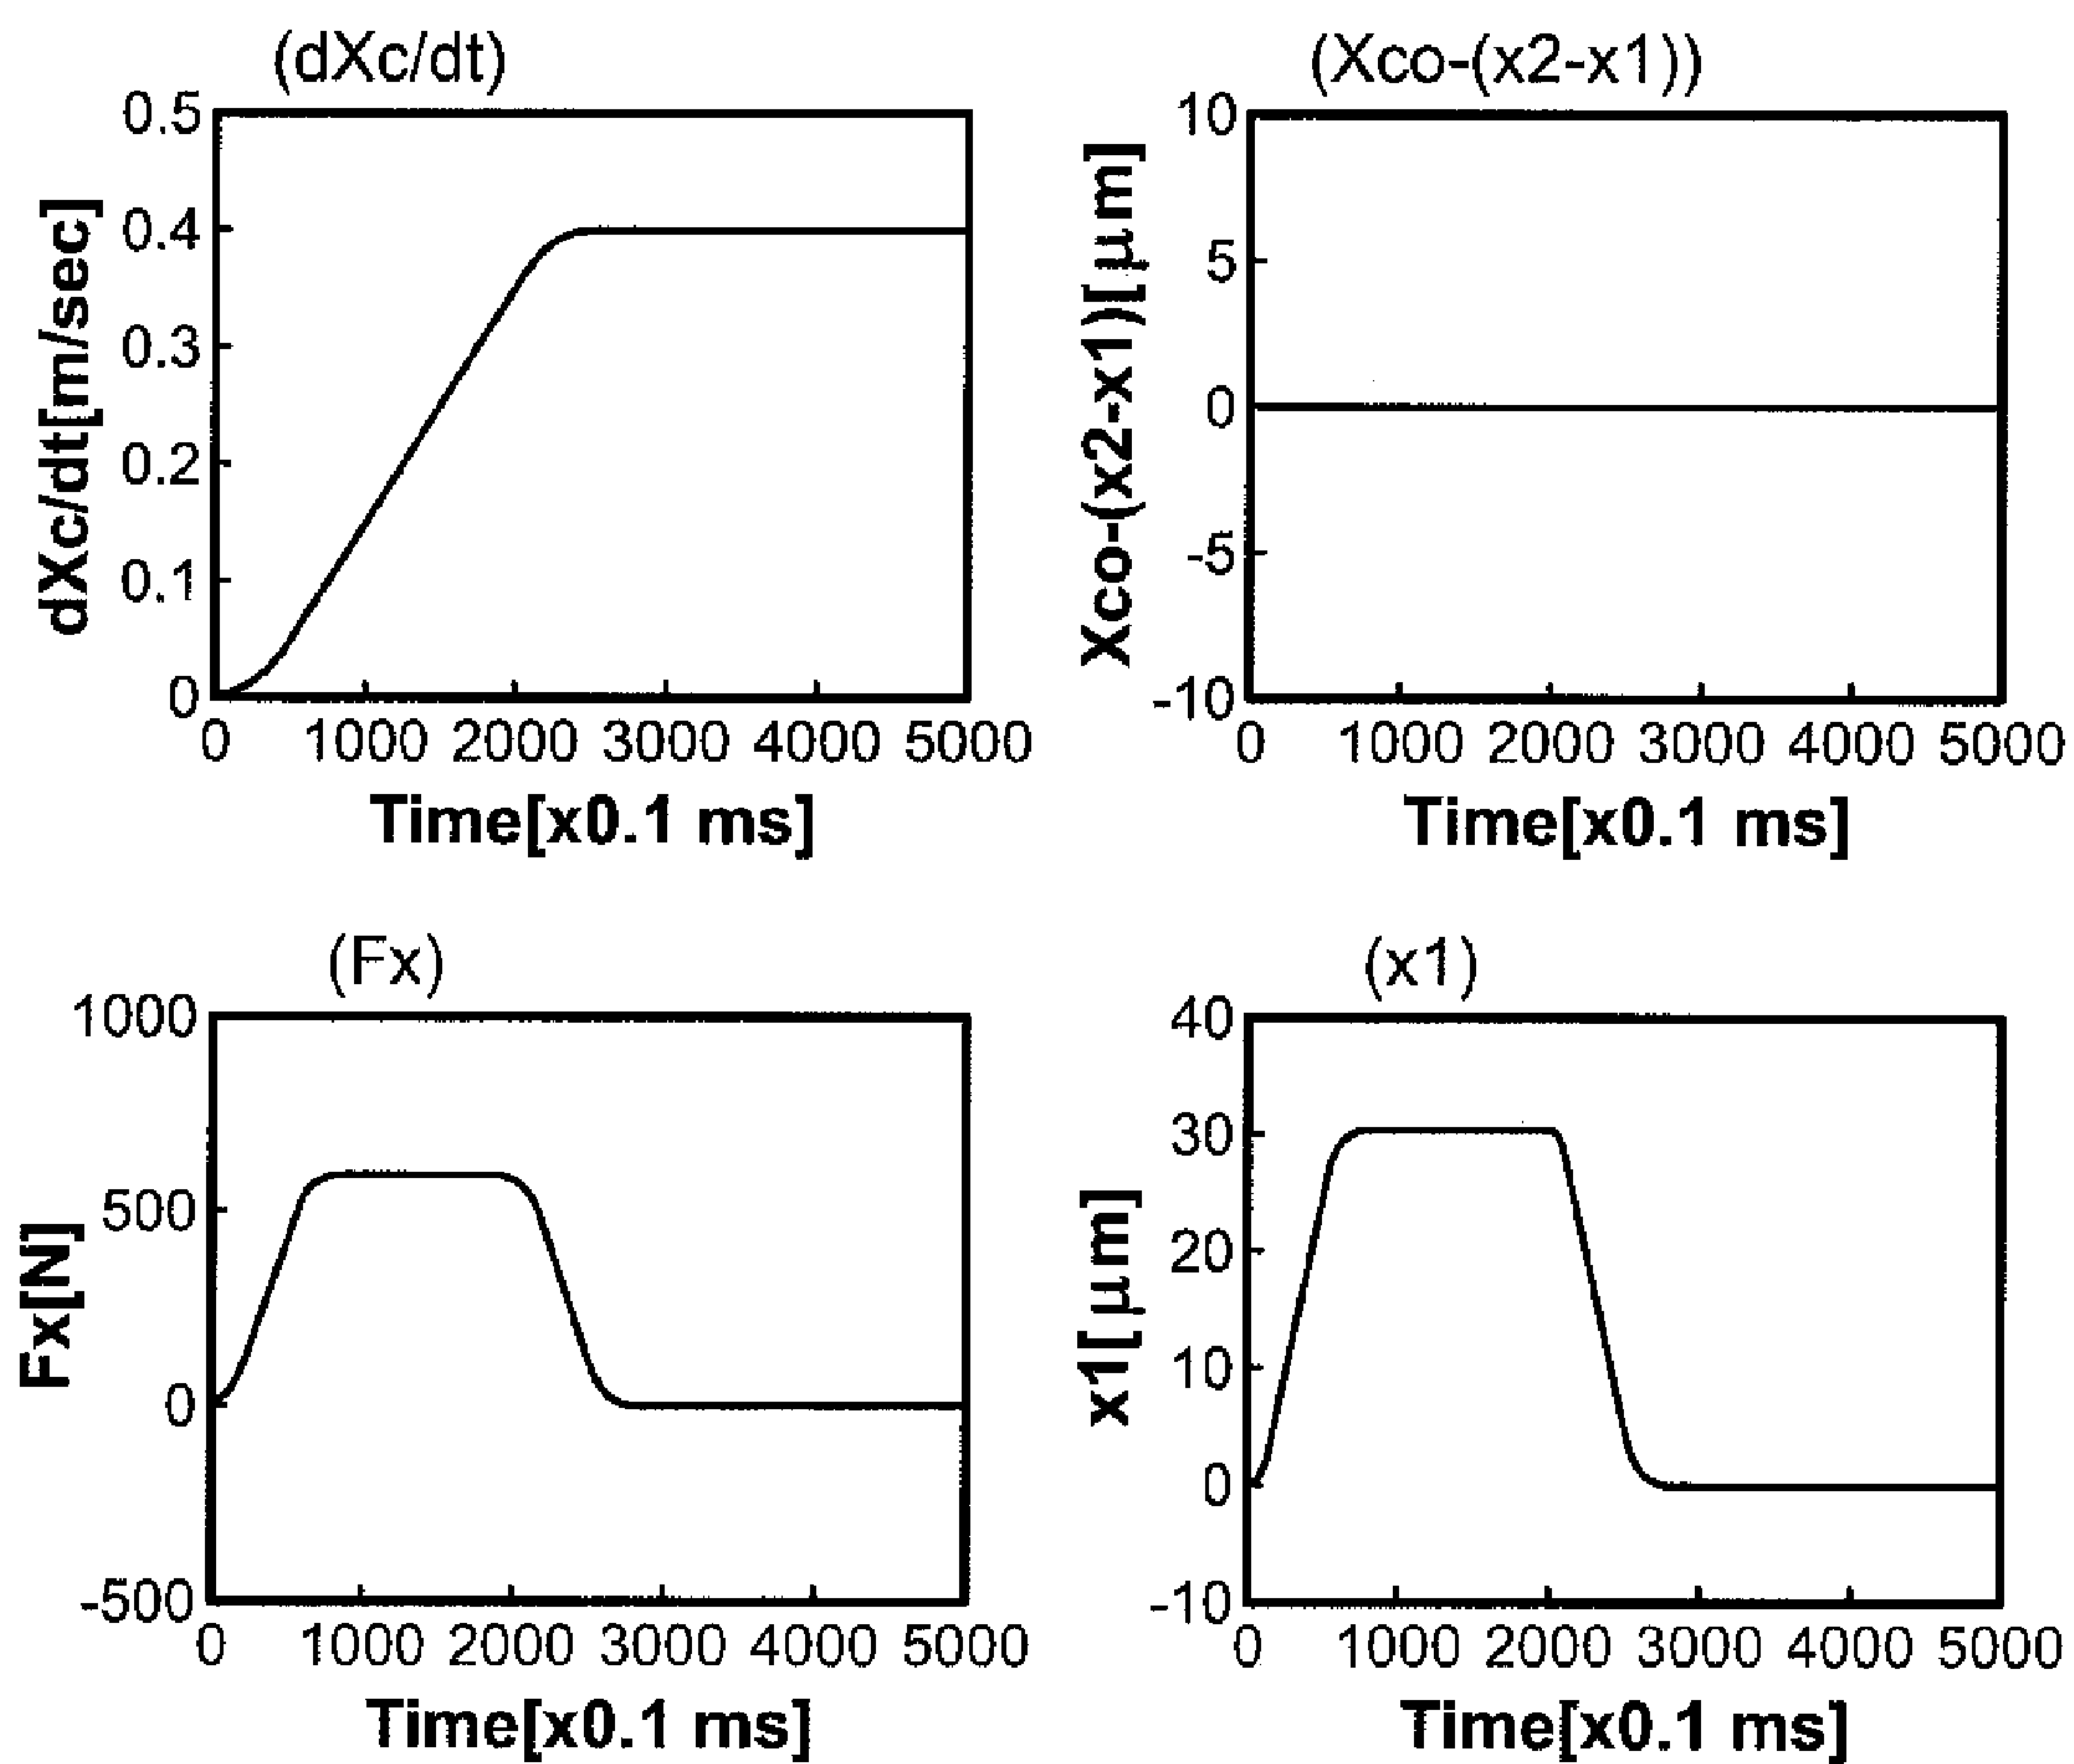 (dXc/dt)
dXc/dt[m/sec]
0.5
0.4
0.3
0.2
0.1
0
0 1000 2000 3000 4000 5000
Time[x0.1 ms]
(Xco-(x2-x1))
Xco-(x2-x1)[μm]
10
5
0
-5
-10
0 1000 2000 3000 4000 5000
Time[x0.1 ms]
(Fx)
Fx[N]
1000
500
0
-500
0 1000 2000 3000 4000 5000
Time[x0.1 ms]
(x1)
x1[μm]
40
30
20
10
0
-10
0 1000 2000 3000 4000 5000
Time[x0.1 ms]